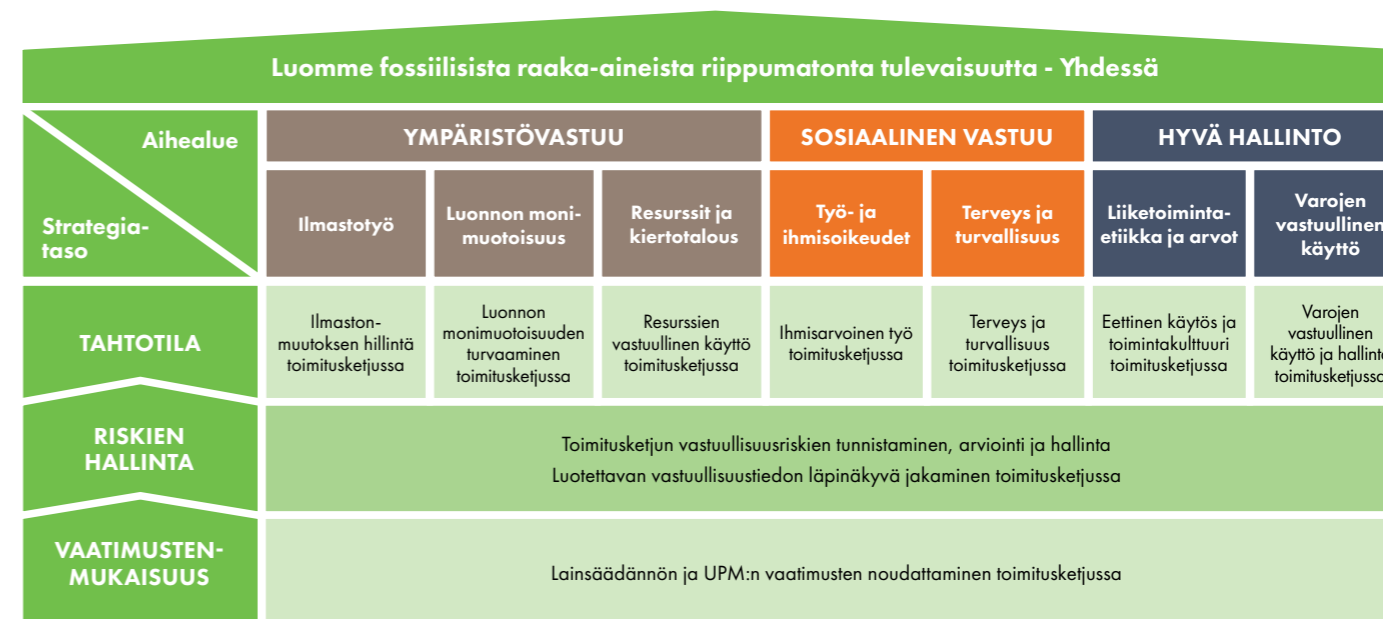 Luomme fossiilisista raaka-aineista riippumatonta tulevaisuutta - Yhdessä
Aihealue
Strategia-
taso
YMPÄRISTÖVASTUU
SOSIAALINEN VASTUU
HYVÄ HALLINTO
Ilmastotyö
Luonnon moni-
muotoisuus
Resurssit ja
kiertotalous
Työ- ja
ihmisoikeudet
Terveys ja
turvallisuus
Liiketoiminta-
etiikka ja arvot
Varojen
vastuullinen
käyttö
TAHTOTILA
Ilmaston-
muutoksen hillintä
toimitusketjussa
Luonnon
monimuotoisuuden
turvaaminen
toimitusketjussa
Resurssien
vastuullinen käyttö
toimitusketjussa
Ihmisarvoinen työ
toimitusketjussa
Terveys ja
turvallisuus
toimitusketjussa
Eettinen käytös ja
toimintakulttuuri
toimitusketjussa
Varojen
vastuullinen
käyttö ja hallinta
toimitusketjussa
RISKIEN
HALLINTA
Toimitusketjun vastuullisuusriskien tunnistaminen, arviointi ja hallinta
Luotettavan vastuullisuustiedon läpinäkyvä jakaminen toimitusketjussa
VAATIMUSTEN-
MUKAISUUS
Lainsäädännön ja UPM:n vaatimusten noudattaminen toimitusketjussa